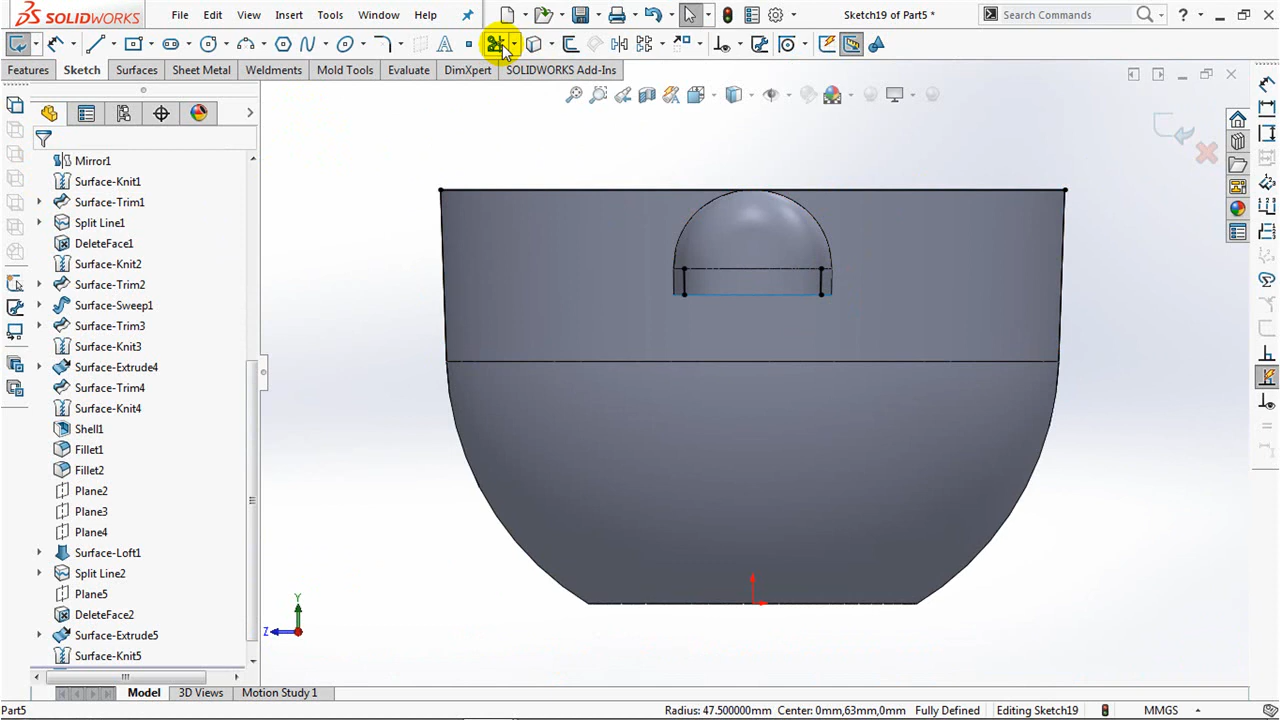 SOLIDWORKS File Edit View Insert Tools Window Help Sketch19 of Part5 * Search Commands ?
Features Sketch Surfaces Sheet Metal Weldments Mold Tools Evaluate DimXpert SOLIDWORKS Add-Ins
Mirror1
Surface-Knit1
Surface-Trim1
Split Line1
DeleteFace1
Surface-Knit2
Surface-Trim2
Surface-Sweep1
Surface-Trim3
Surface-Knit3
Surface-Extrude4
Surface-Trim4
Surface-Knit4
Shell1
Fillet1
Fillet2
Plane2
Plane3
Plane4
Surface-Loft1
Split Line2
Plane5
DeleteFace2
Surface-Extrude5
Surface-Knit5
Y
Z
Model 3D Views Motion Study 1
Part5 Radius: 47.500000mm Center: 0mm,63mm,0mm Fully Defined Editing Sketch19 MMGS